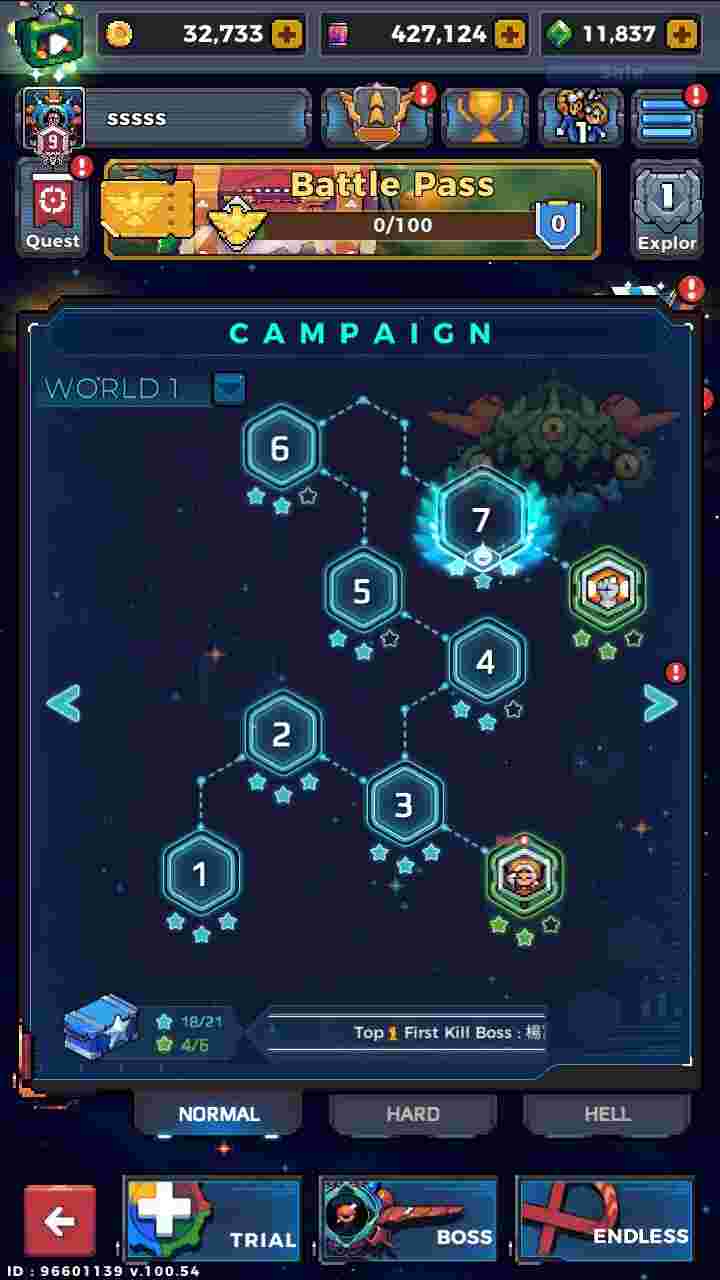 32,733
427,124
11,837
Sale
sssss
9
1
Quest
Battle Pass
0/100
0
1
Explor
CAMPAIGN
WORLD 1
6
7
5
4
2
3
1
18/21
4/6
Top 1 First Kill Boss : 楊
NORMAL
HARD
HELL
TRIAL
BOSS
ENDLESS
ID : 96601139 v.100.54